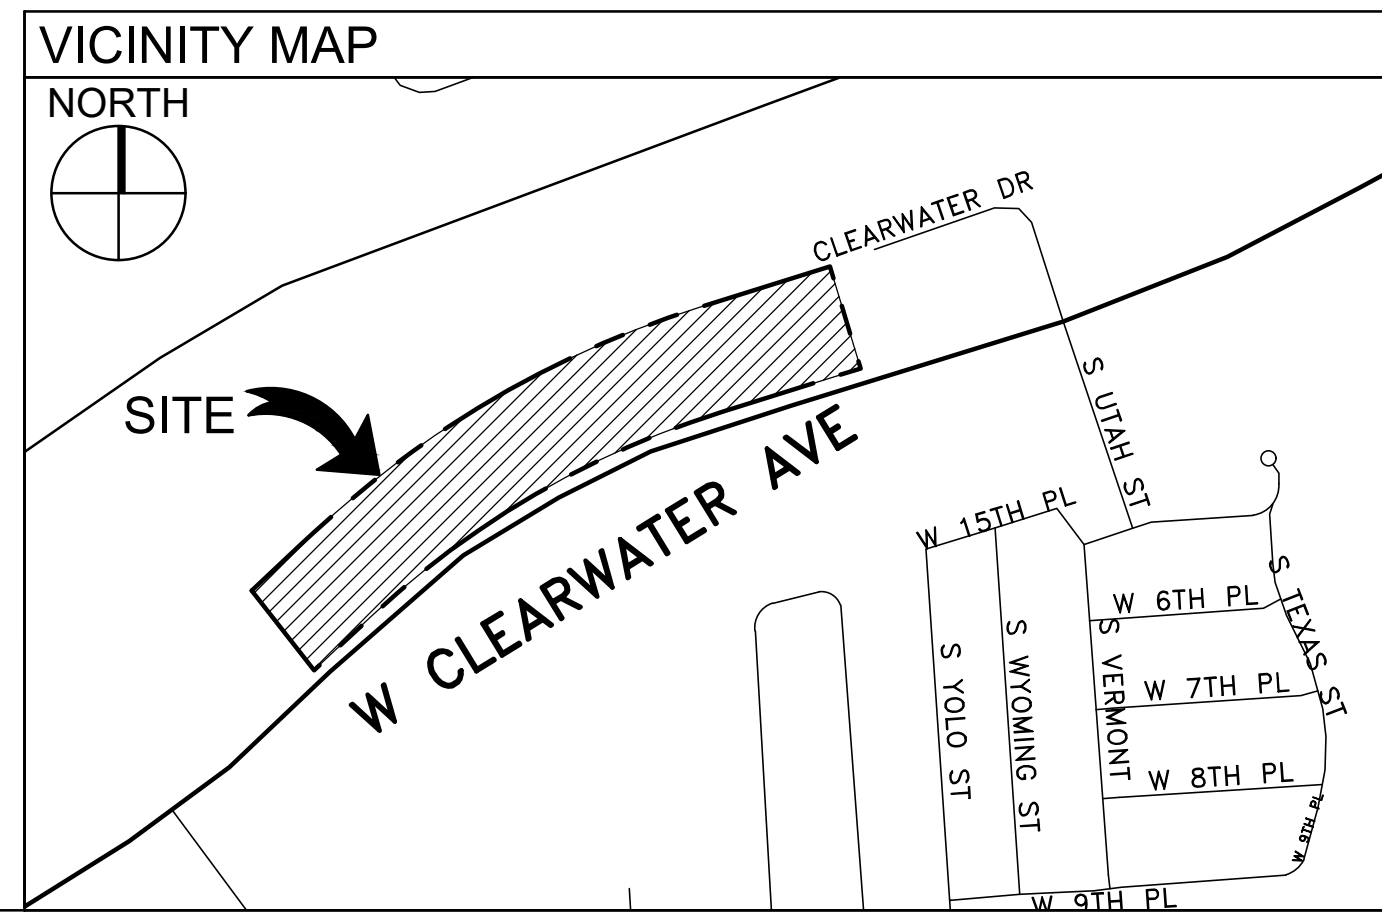 VICINITY MAP
NORTH
CLEARWATER DR
SITE
W CLEARWATER AVE
S UTAH ST
W 15TH PL
S TEXAS ST
W 6TH PL
S YOLO ST
S WYOMING ST
S VERMONT
W 7TH PL
W 8TH PL
W 9TH PL
W 9TH PL